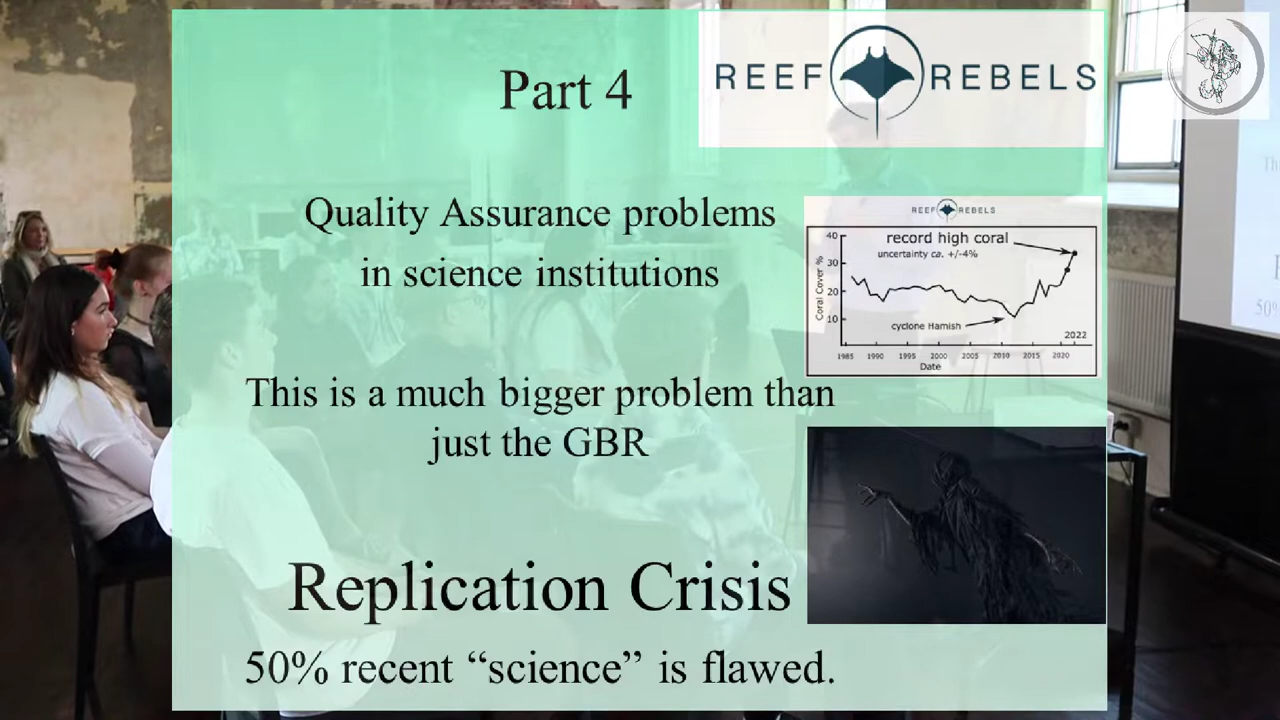 Part 4
REEF REBELS
Quality Assurance problems
in science institutions
REEF REBELS
record high coral
uncertainty ca. +/-4%
cyclone Hamish
2022
Coral Cover %
40
30
20
10
1985 1990 1995 2000 2005 2010 2015 2020
Date
This is a much bigger problem than
just the GBR
Replication Crisis
50% recent “science” is flawed.
Th
50%